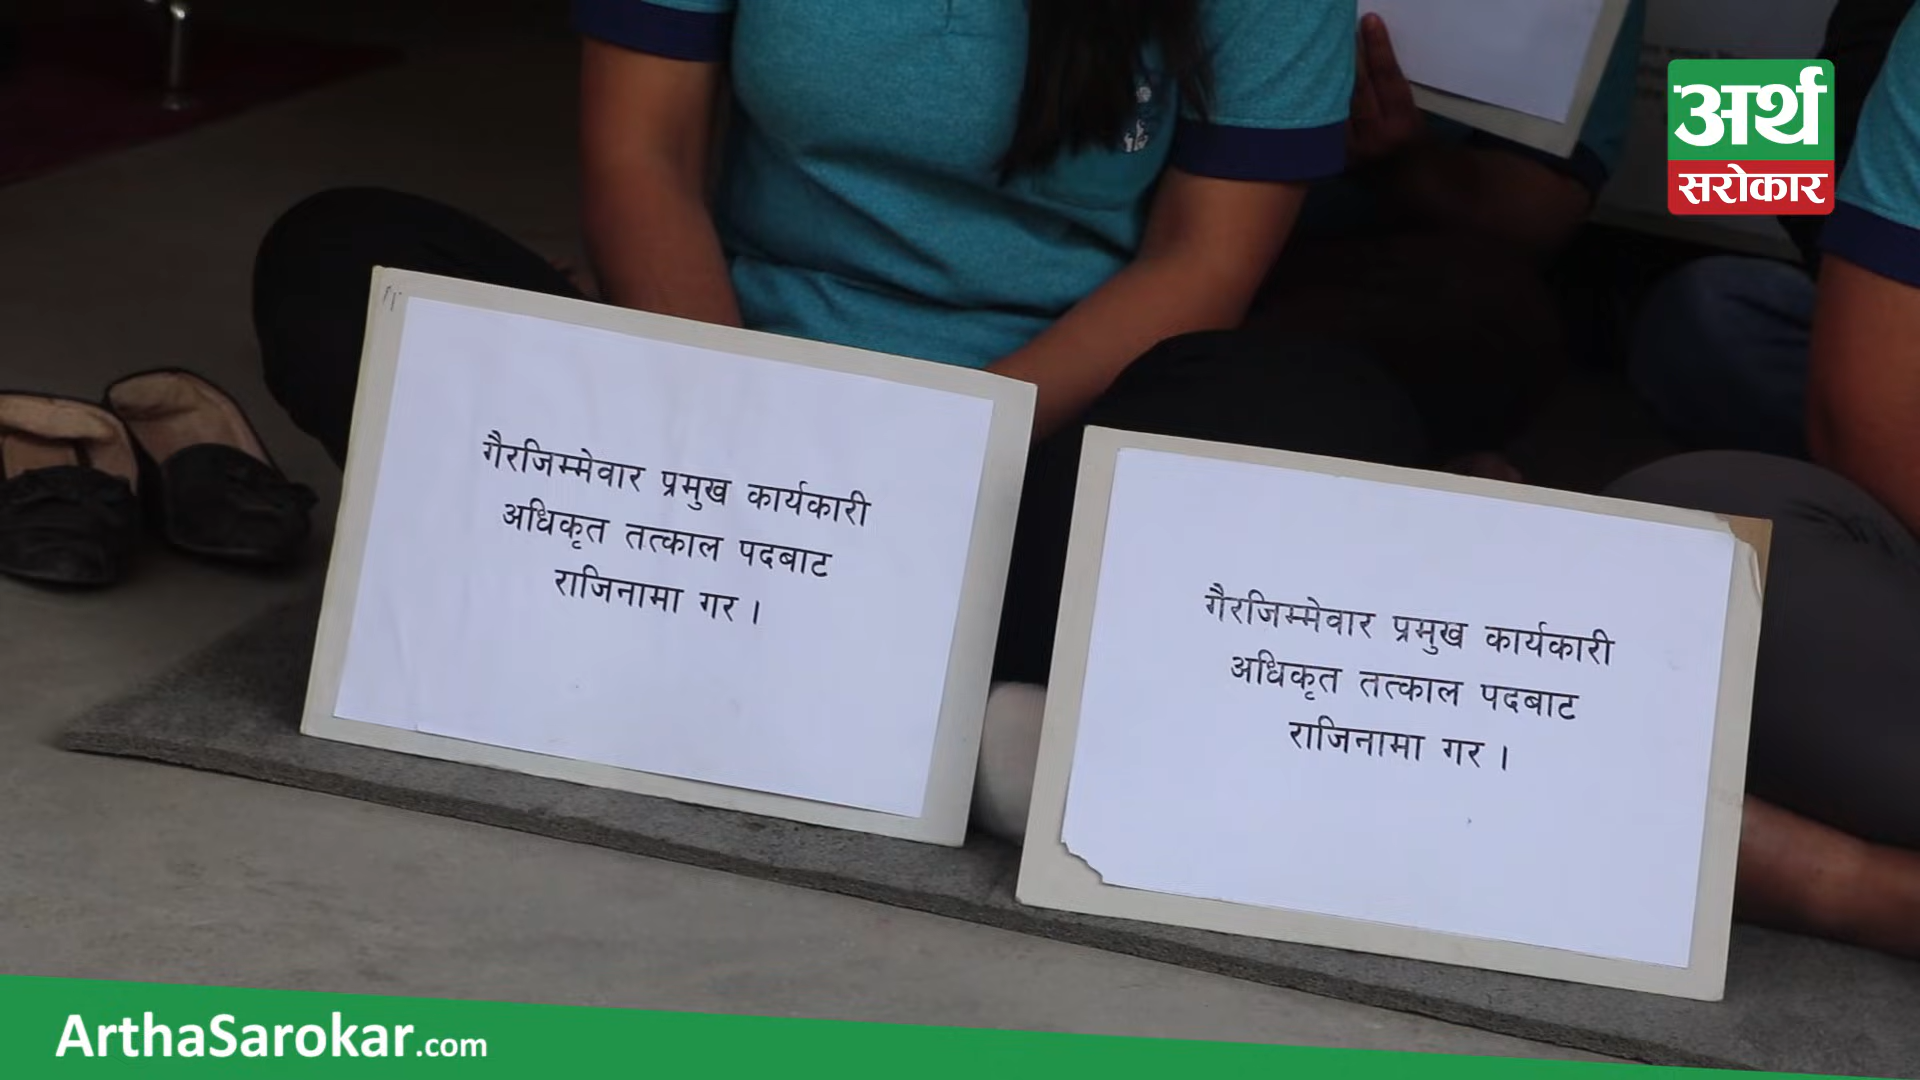 अर्थ
सरोकार
गैरजिम्मेवार प्रमुख कार्यकारी
अधिकृत तत्काल पदबाट
राजिनामा गर ।
गैरजिम्मेवार प्रमुख कार्यकारी
अधिकृत तत्काल पदबाट
राजिनामा गर ।
ArthaSarokar.com